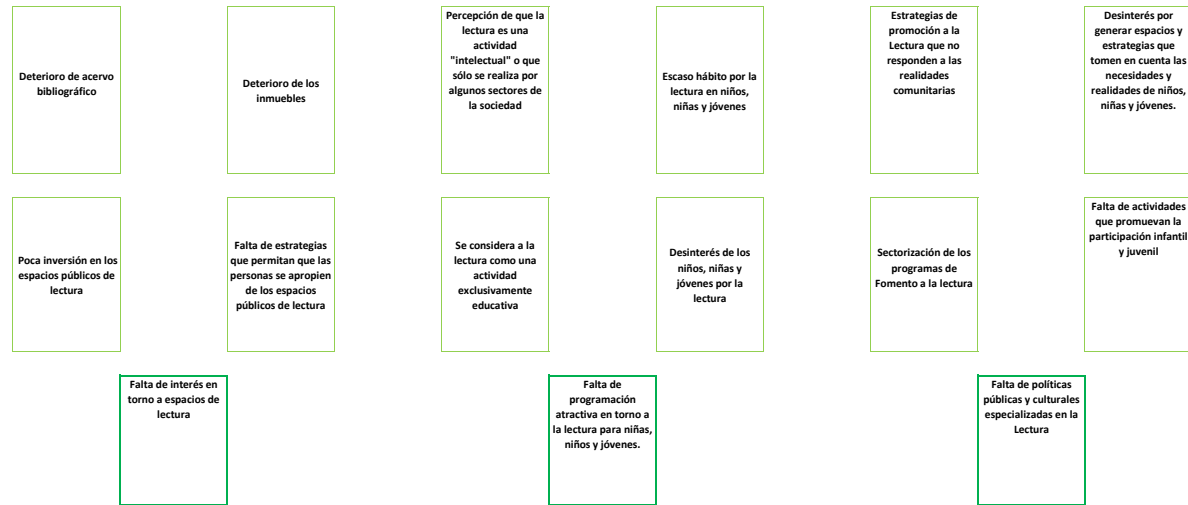 Deterioro de acervo
bibliográfico
Deterioro de los
inmuebles
Percepción de que la
lectura es una
actividad
"intelectual" o que
sólo se realiza por
algunos sectores de
la sociedad
Escaso hábito por la
lectura en niños,
niñas y jóvenes
Estrategias de
promoción a la
Lectura que no
responden a las
realidades
comunitarias
Desinterés por
generar espacios y
estrategias que
tomen en cuenta las
necesidades y
realidades de niños,
niñas y jóvenes.
Poca inversión en los
espacios públicos de
lectura
Falta de estrategias
que permitan que las
personas se apropien
de los espacios
públicos de lectura
Se considera a la
lectura como una
actividad
exclusivamente
educativa
Desinterés de los
niños, niñas y
jóvenes por la
lectura
Sectorización de los
programas de
Fomento a la lectura
Falta de actividades
que promuevan la
participación infantil
y juvenil
Falta de interés en
torno a espacios de
lectura
Falta de
programación
atractiva en torno a
la lectura para niñas,
niños y jóvenes.
Falta de políticas
públicas y culturales
especializadas en la
Lectura